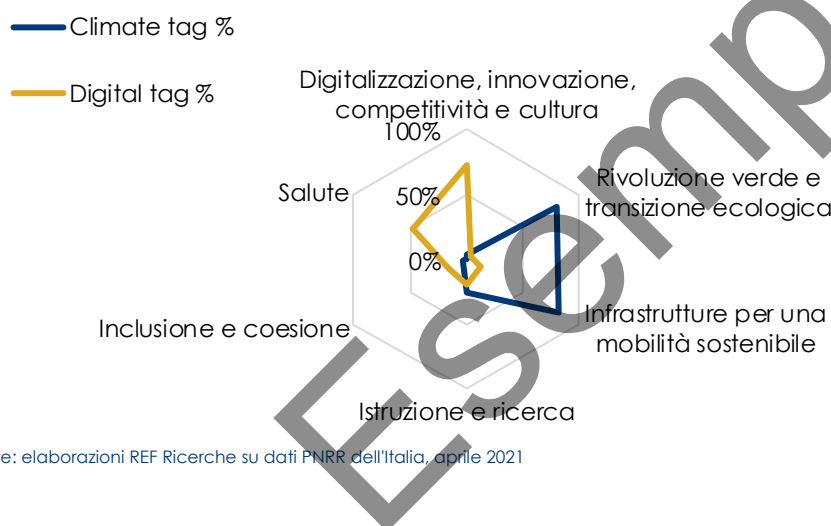 Climate tag %
Digital tag %
Digitalizzazione, innovazione,
competitività e cultura
100%
Salute
50%
Rivoluzione verde e
transizione ecologica
0%
Infrastrutture per una
mobilità sostenibile
Inclusione e coesione
Istruzione e ricerca
e: elaborazioni REF Ricerche su dati PNRR dell'Italia, aprile 2021
Esemp